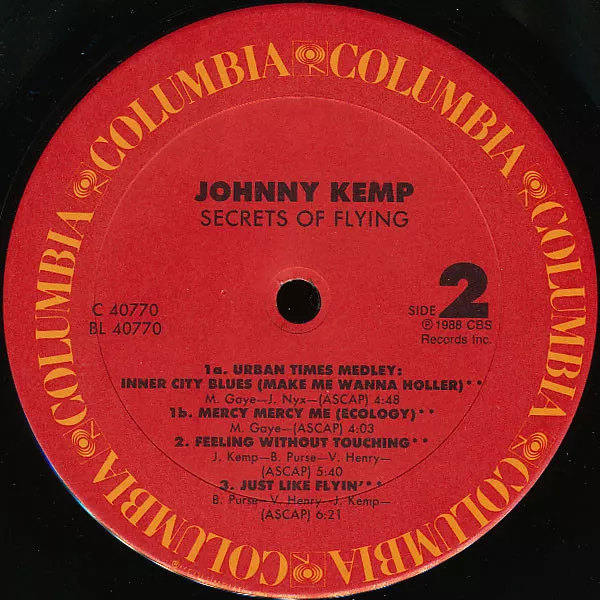 COLUMBIA COLUMBIA COLUMBIA COLUMBIA COLUMBIA COLUMBIA COLUMBIA
JOHNNY KEMP
SECRETS OF FLYING
C 40770
BL 40770
SIDE 2
℗ 1988 CBS
Records Inc.
1a. URBAN TIMES MEDLEY:
INNER CITY BLUES (MAKE ME WANNA HOLLER)**
M. Gaye—J. Nyx—(ASCAP) 4:48
1b. MERCY MERCY ME (ECOLOGY)**
M. Gaye—(ASCAP) 4:03
2. FEELING WITHOUT TOUCHING**
J. Kemp—B. Purse—V. Henry—
(ASCAP) 5:40
3. JUST LIKE FLYIN'**
B. Purse—V. Henry—J. Kemp—
(ASCAP) 6:21